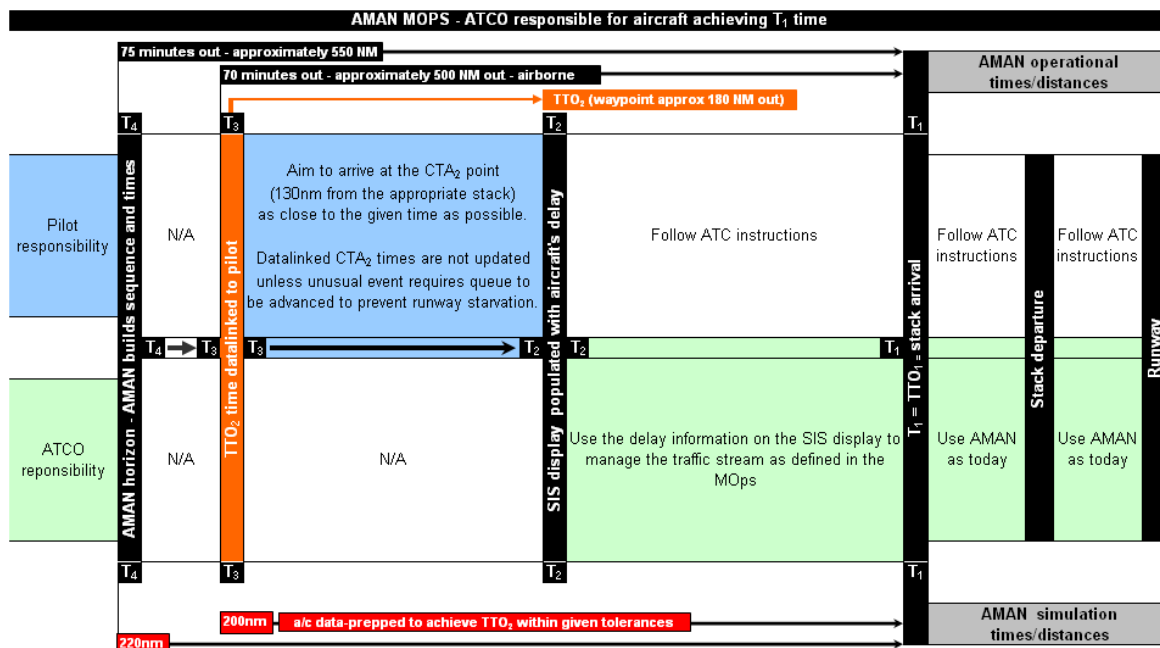 AMAN MOPS - ATCO responsible for aircraft achieving T₁ time
75 minutes out - approximately 550 NM
AMAN operational
times/distances
70 minutes out - approximately 500 NM out - airborne
TTO₂ (waypoint approx 180 NM out)
T₄
T₃
T₂
T₁
Pilot
responsibility
AMAN horizon - AMAN builds sequence and times
N/A
TTO₂ time datalinked to pilot
Aim to arrive at the CTA₂ point
(130nm from the appropriate stack)
as close to the given time as possible.
Datalinked CTA₂ times are not updated
unless unusual event requires queue to
be advanced to prevent runway starvation.
SIS display populated with aircraft's delay
Follow ATC instructions
T₁ = TTO₁ = stack arrival
Follow ATC
instructions
Stack departure
Follow ATC
instructions
Runway
T₄
T₃
T₃
T₂
T₂
T₁
ATCO
reponsibility
N/A
N/A
Use the delay information on the SIS display to
manage the traffic stream as defined in the
MOps
Use AMAN
as today
Use AMAN
as today
T₄
T₃
T₂
T₁
200nm
a/c data-prepped to achieve TTO₂ within given tolerances
AMAN simulation
times/distances
220nm